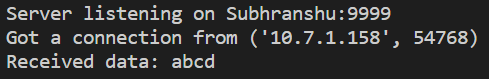 Server listening on Subhranshu:9999
Got a connection from ('10.7.1.158', 54768)
Received data: abcd